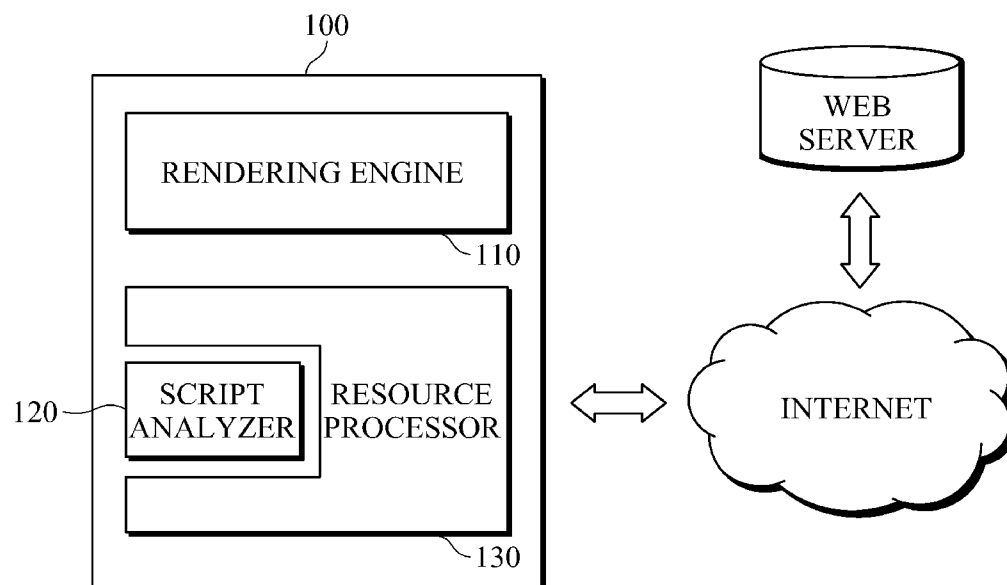 100
WEB
SERVER
RENDERING ENGINE
110
SCRIPT
ANALYZER
120
RESOURCE
PROCESSOR
INTERNET
130